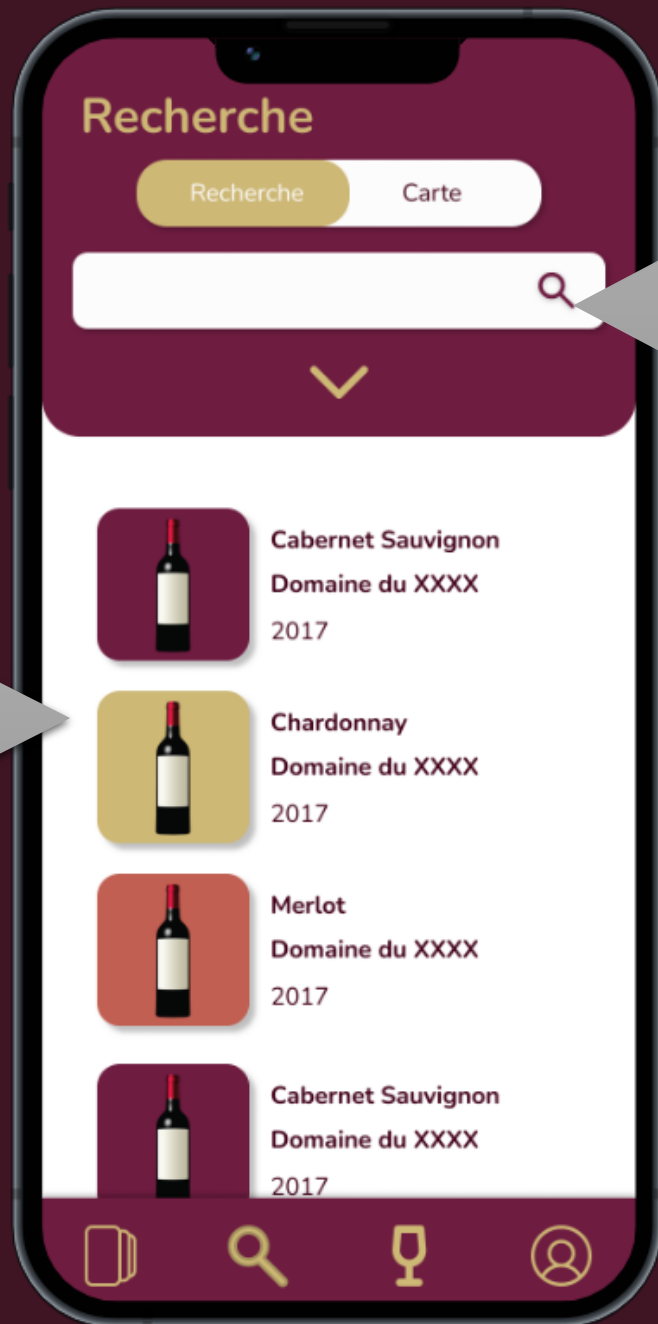 Recherche
Recherche
Carte
Cabernet Sauvignon
Domaine du XXXX
2017
Chardonnay
Domaine du XXXX
2017
Merlot
Domaine du XXXX
2017
Cabernet Sauvignon
Domaine du XXXX
2017